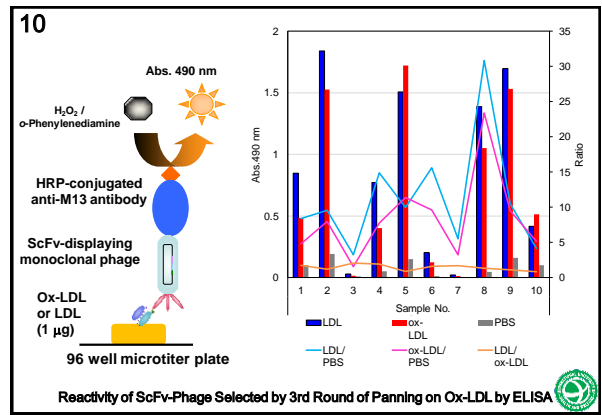 10
Abs. 490 nm
H₂O₂ /
o-Phenylenediamine
HRP-conjugated
anti-M13 antibody
ScFv-displaying
monoclonal phage
Ox-LDL
or LDL
(1 μg)
96 well microtiter plate
Abs.490 nm
2
1.5
1
0.5
0
35
30
25
20
15
10
5
0
Ratio
1 2 3 4 5 6 7 8 9 10
Sample No.
LDL ox-LDL PBS
LDL/PBS ox-LDL/PBS LDL/ox-LDL
Reactivity of ScFv-Phage Selected by 3rd Round of Panning on Ox-LDL by ELISA